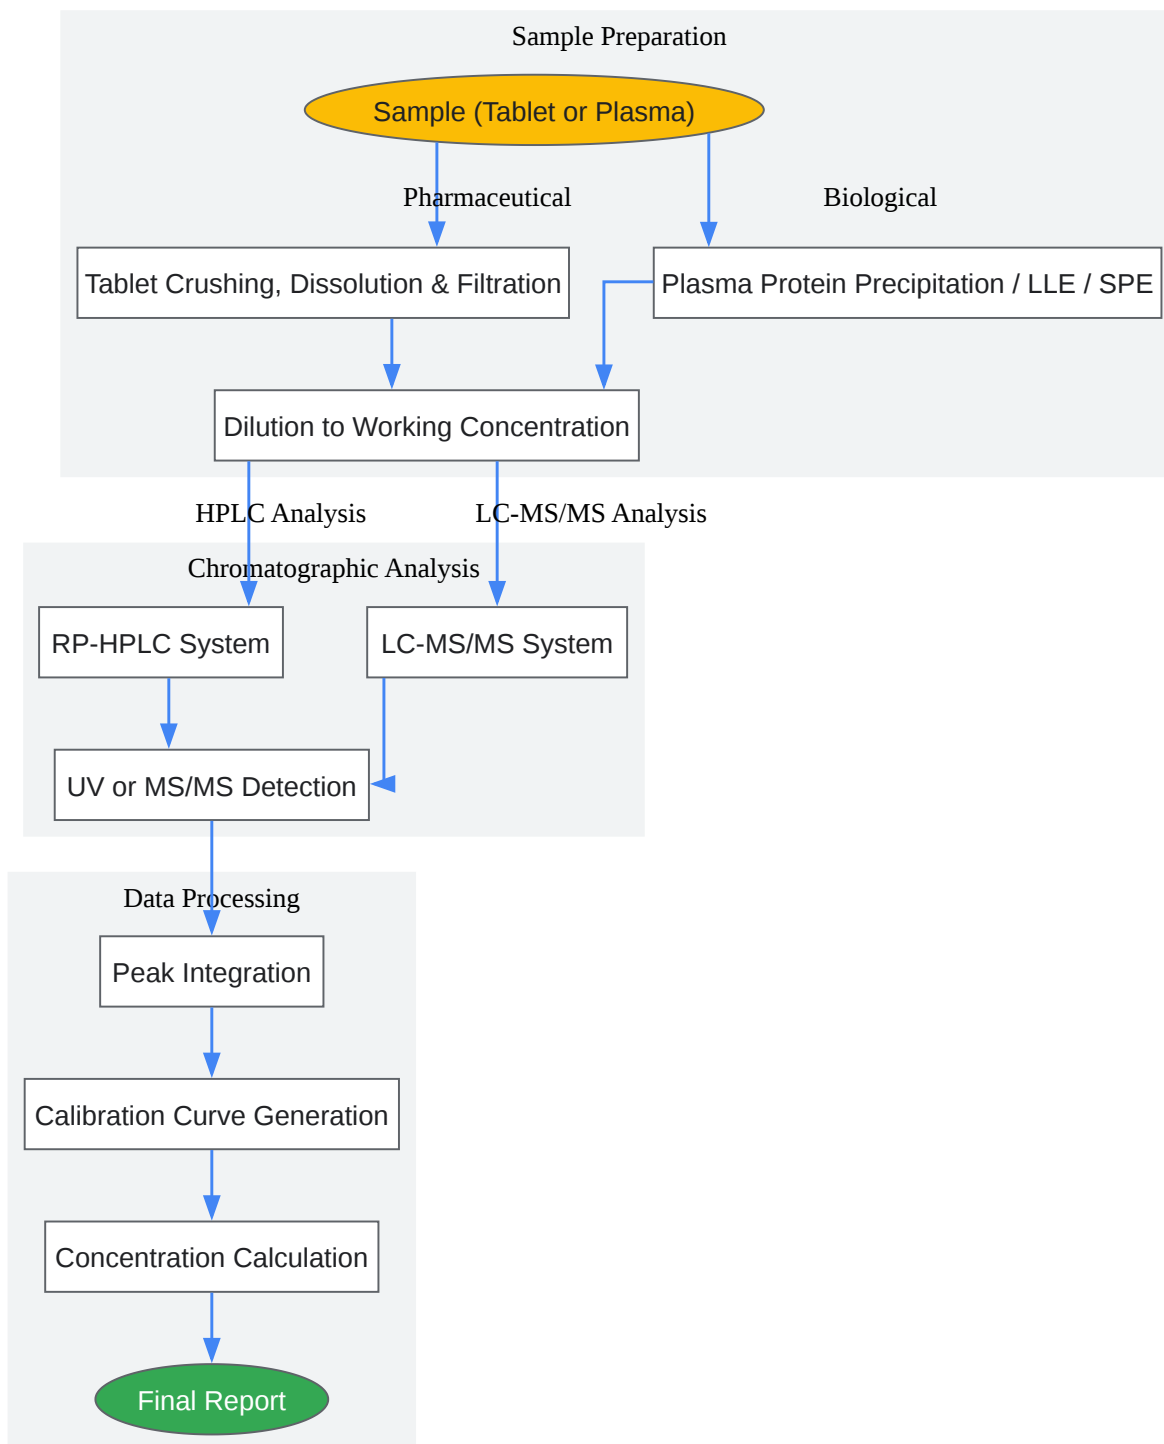 Sample Preparation
Sample (Tablet or Plasma)
Pharmaceutical
Biological
Tablet Crushing, Dissolution & Filtration
Plasma Protein Precipitation / LLE / SPE
Dilution to Working Concentration
HPLC Analysis
LC-MS/MS Analysis
Chromatographic Analysis
RP-HPLC System
LC-MS/MS System
UV or MS/MS Detection
Data Processing
Peak Integration
Calibration Curve Generation
Concentration Calculation
Final Report